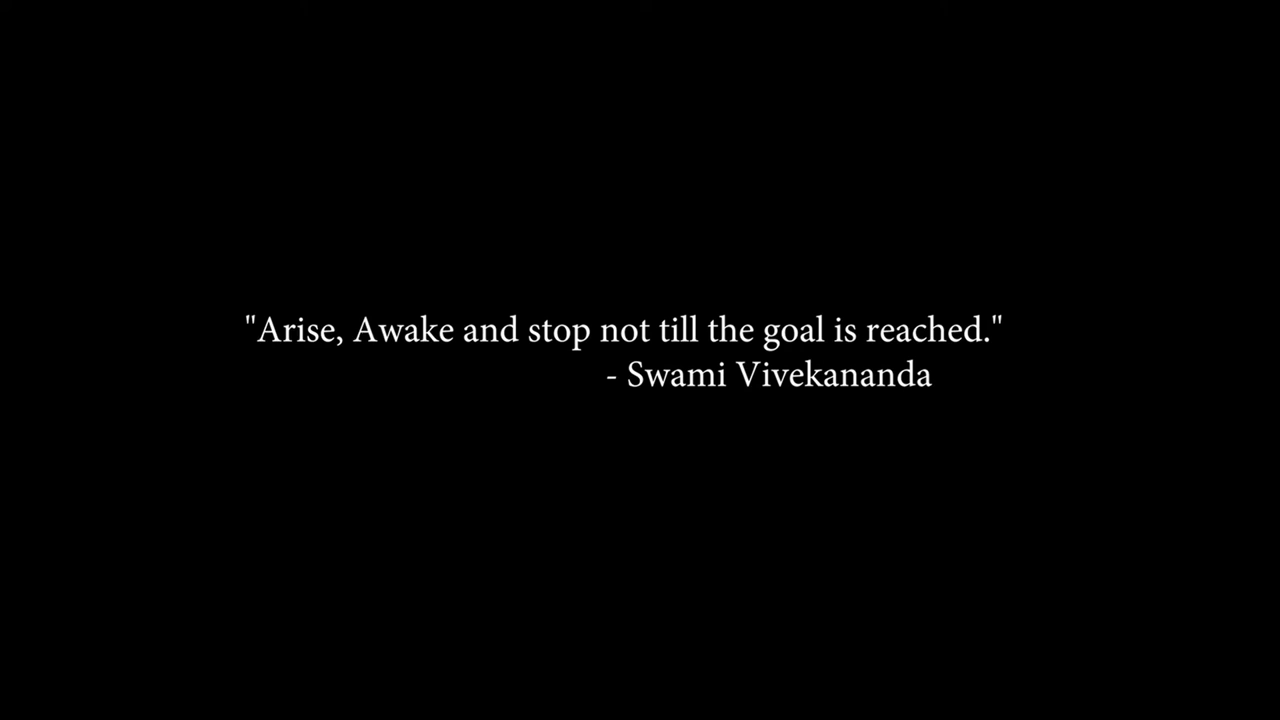 "Arise, Awake and stop not till the goal is reached."
- Swami Vivekananda